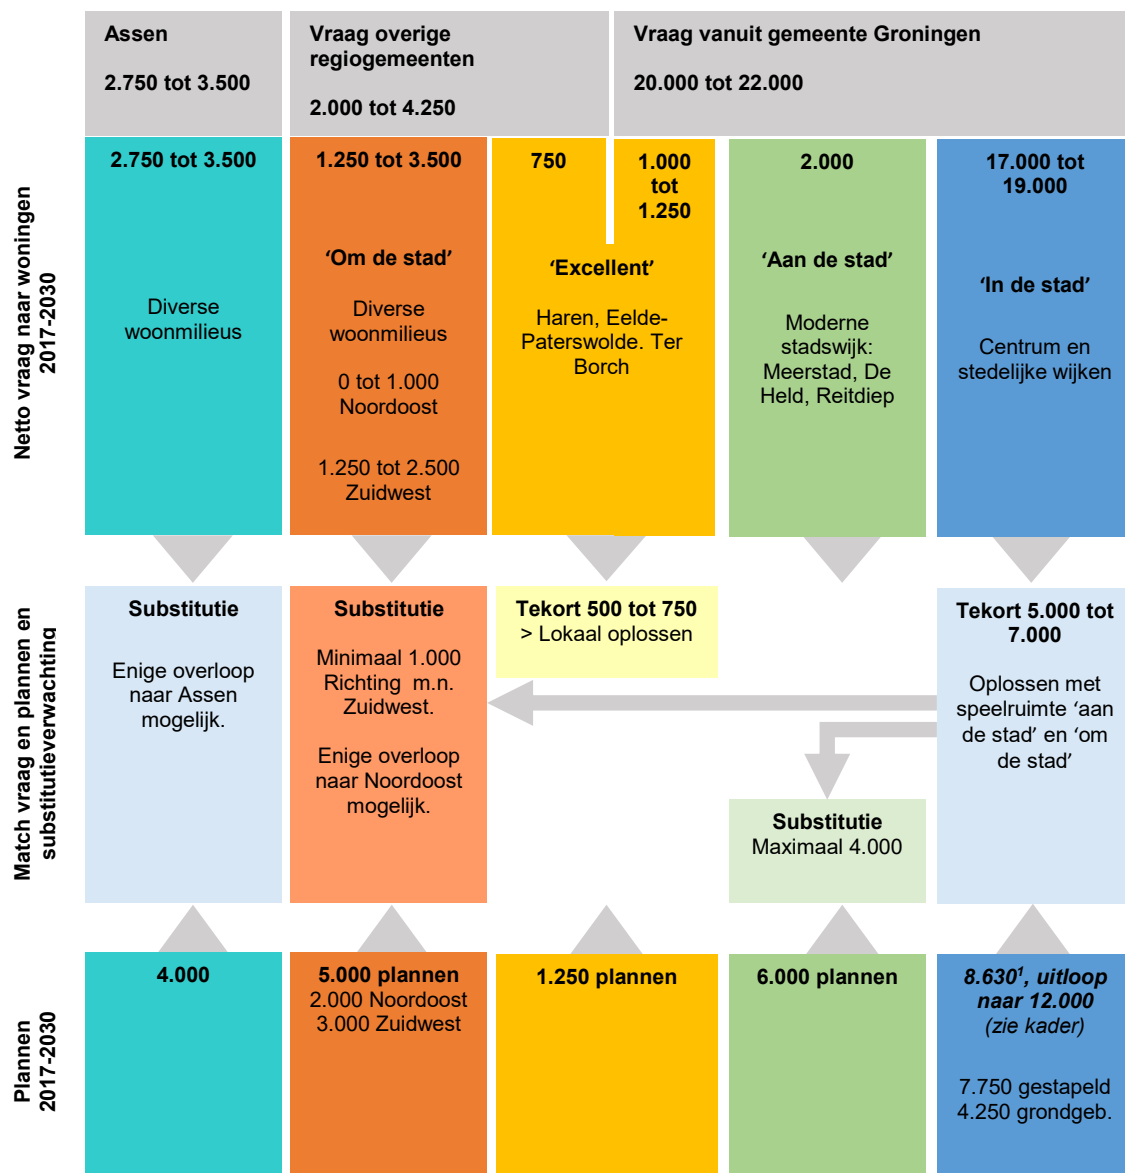 Assen
2.750 tot 3.500
Vraag overige
regiogemeenten
2.000 tot 4.250
Vraag vanuit gemeente Groningen
20.000 tot 22.000
Netto vraag naar woningen
2017-2030
2.750 tot 3.500
Diverse
woonmilieus
1.250 tot 3.500
‘Om de stad’
Diverse
woonmilieus
0 tot 1.000
Noordoost
1.250 tot 2.500
Zuidwest
750
1.000
tot
1.250
‘Excellent’
Haren, Eelde-
Paterswolde. Ter
Borch
2.000
‘Aan de stad’
Moderne
stadswijk:
Meerstad, De
Held, Reitdiep
17.000 tot
19.000
‘In de stad’
Centrum en
stedelijke wijken
Match vraag en plannen en
substitutieverwachting
Substitutie
Enige overloop
naar Assen
mogelijk.
Substitutie
Minimaal 1.000
Richting m.n.
Zuidwest.
Enige overloop
naar Noordoost
mogelijk.
Tekort 500 tot 750
> Lokaal oplossen
Substitutie
Maximaal 4.000
Tekort 5.000 tot
7.000
Oplossen met
speelruimte ‘aan
de stad’ en ‘om
de stad’
Plannen
2017-2030
4.000
5.000 plannen
2.000 Noordoost
3.000 Zuidwest
1.250 plannen
6.000 plannen
8.630¹, uitloop
naar 12.000
(zie kader)
7.750 gestapeld
4.250 grondgeb.